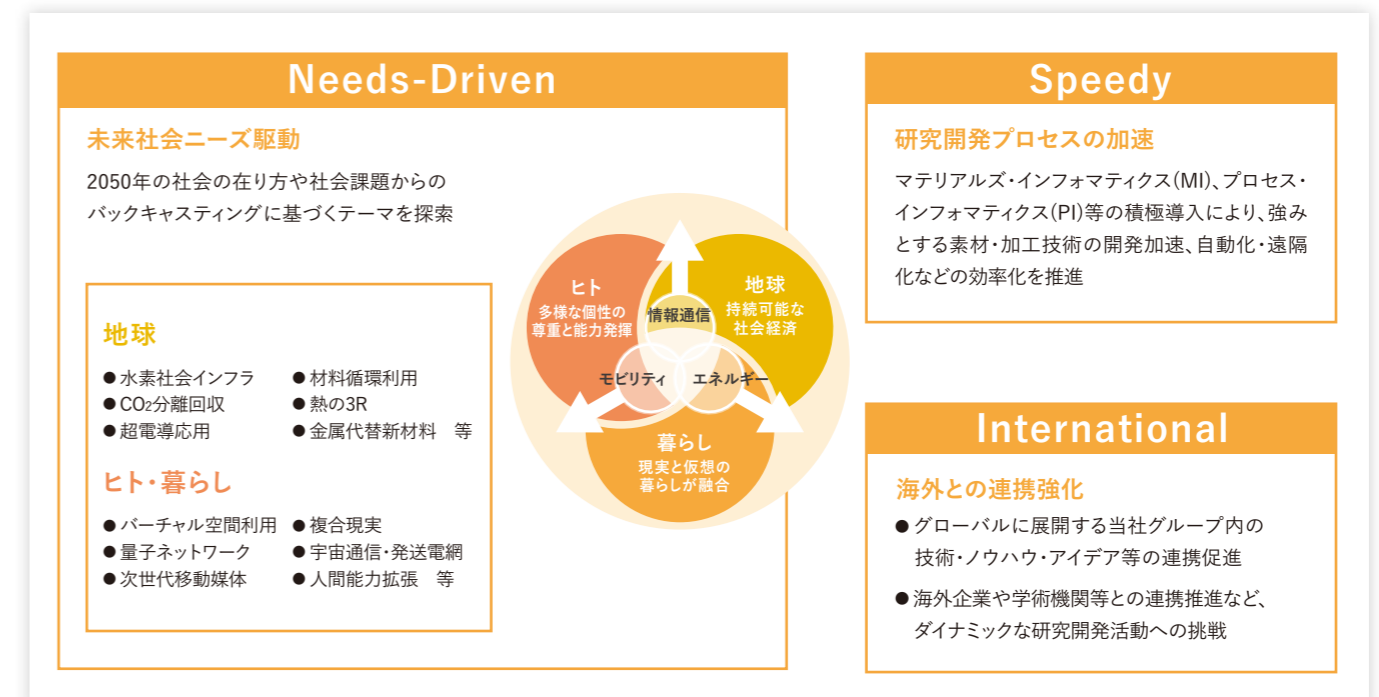 Needs-Driven
未来社会ニーズ駆動
2050年の社会の在り方や社会課題からの
バックキャスティングに基づくテーマを探索
地球
●水素社会インフラ
●CO₂分離回収
●超電導応用
●材料循環利用
●熱の3R
●金属代替新材料　等
ヒト・暮らし
●バーチャル空間利用
●量子ネットワーク
●次世代移動媒体
●複合現実
●宇宙通信・発送電網
●人間能力拡張　等
ヒト
多様な個性の
尊重と能力発揮
地球
持続可能な
社会経済
情報通信
モビリティ
エネルギー
暮らし
現実と仮想の
暮らしが融合
Speedy
研究開発プロセスの加速
マテリアルズ・インフォマティクス(MI)、プロセス・
インフォマティクス(PI)等の積極導入により、強み
とする素材・加工技術の開発加速、自動化・遠隔
化などの効率化を推進
International
海外との連携強化
●グローバルに展開する当社グループ内の
技術・ノウハウ・アイデア等の連携促進
●海外企業や学術機関等との連携推進など、
ダイナミックな研究開発活動への挑戦